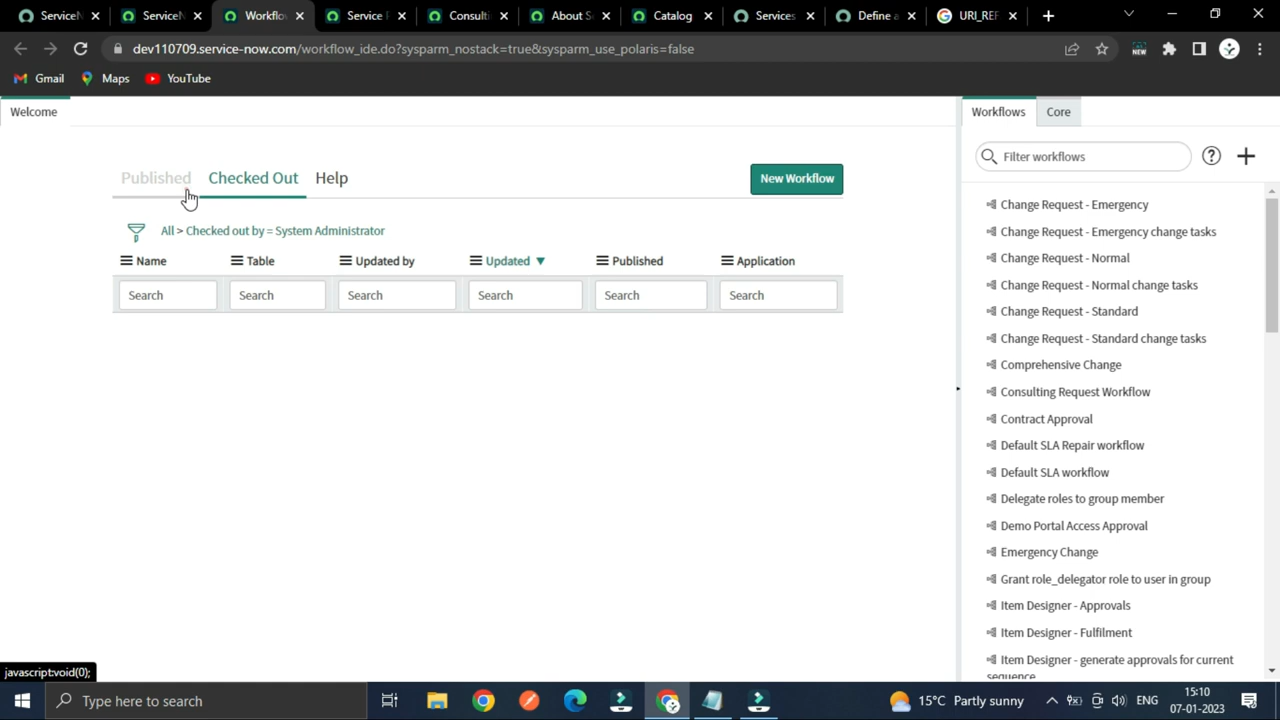 ServiceN
ServiceN
Workflo
Service P
Consulti
About S
Catalog
Services
Define a
URI_REF
dev110709.service-now.com/workflow_ide.do?sysparm_nostack=true&sysparm_use_polaris=false
NEW
Gmail
Maps
YouTube
Welcome
Workflows
Core
Filter workflows
Published
Checked Out
Help
New Workflow
All > Checked out by = System Administrator
Name
Table
Updated by
Updated
Published
Application
Search
Search
Search
Search
Search
Search
Change Request - Emergency
Change Request - Emergency change tasks
Change Request - Normal
Change Request - Normal change tasks
Change Request - Standard
Change Request - Standard change tasks
Comprehensive Change
Consulting Request Workflow
Contract Approval
Default SLA Repair workflow
Default SLA workflow
Delegate roles to group member
Demo Portal Access Approval
Emergency Change
Grant role_delegator role to user in group
Item Designer - Approvals
Item Designer - Fulfilment
Item Designer - generate approvals for current
sequence
javascript:void(0);
Type here to search
15°C Partly sunny
ENG
15:10
07-01-2023